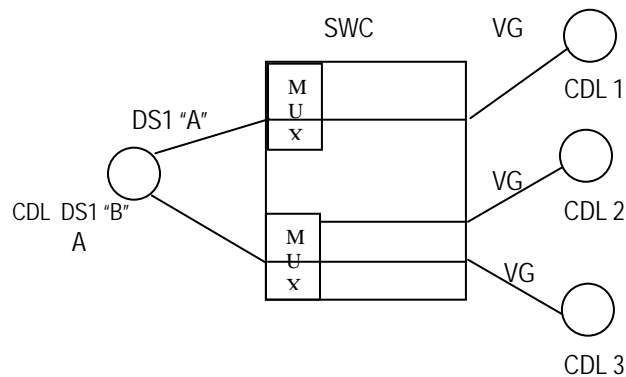 SWC
VG
CDL 1
M
U
X
DS1 "A"
VG
CDL 2
CDL DS1 "B"
A
M
U
X
VG
CDL 3